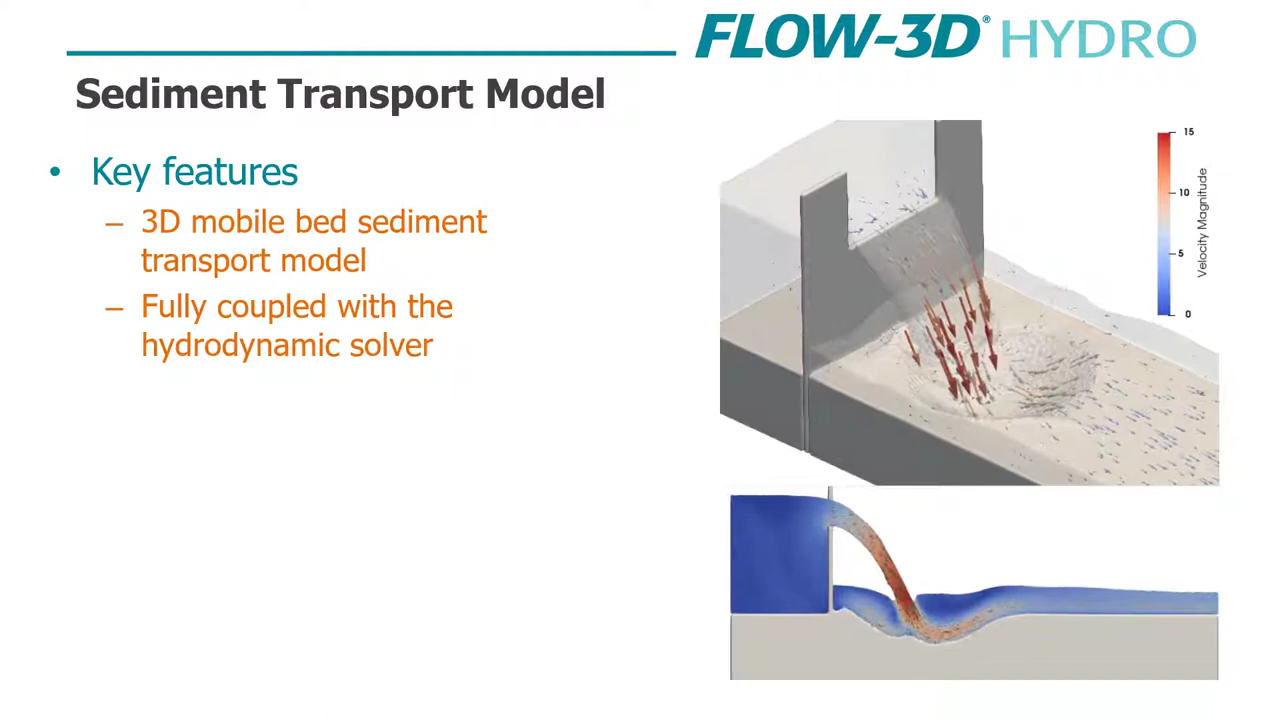 FLOW-3D® HYDRO
Sediment Transport Model
• Key features
– 3D mobile bed sediment
transport model
– Fully coupled with the
hydrodynamic solver
15
10
5
0
Velocity Magnitude